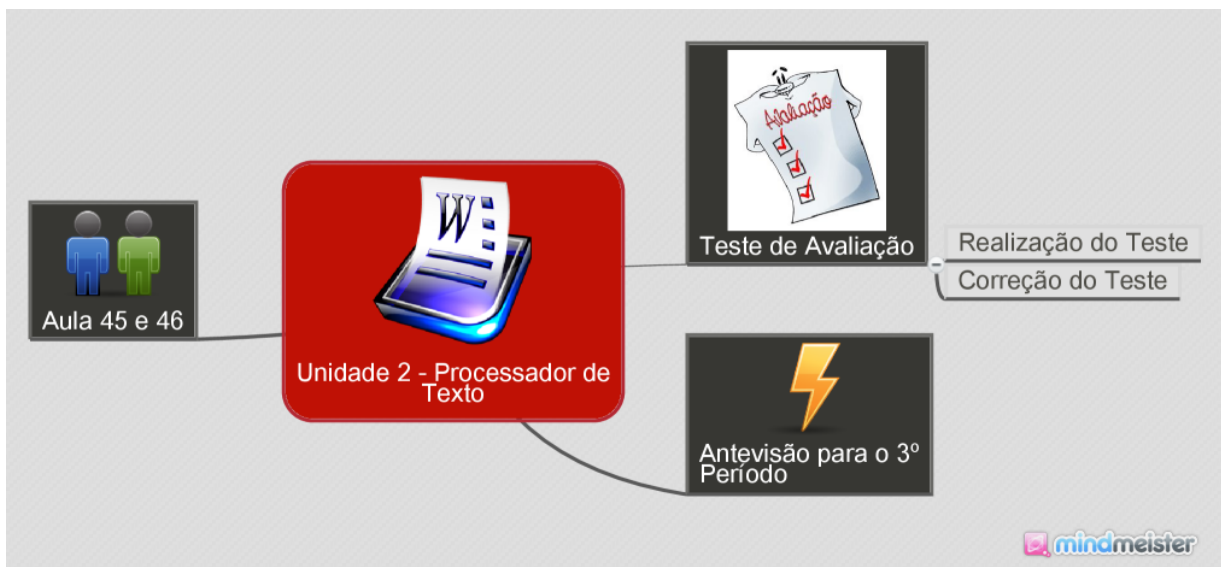 Aula 45 e 46
W
Unidade 2 - Processador de
Texto
Avaliação
Teste de Avaliação
Realização do Teste
Correção do Teste
Antevisão para o 3º
Período
mindmeister